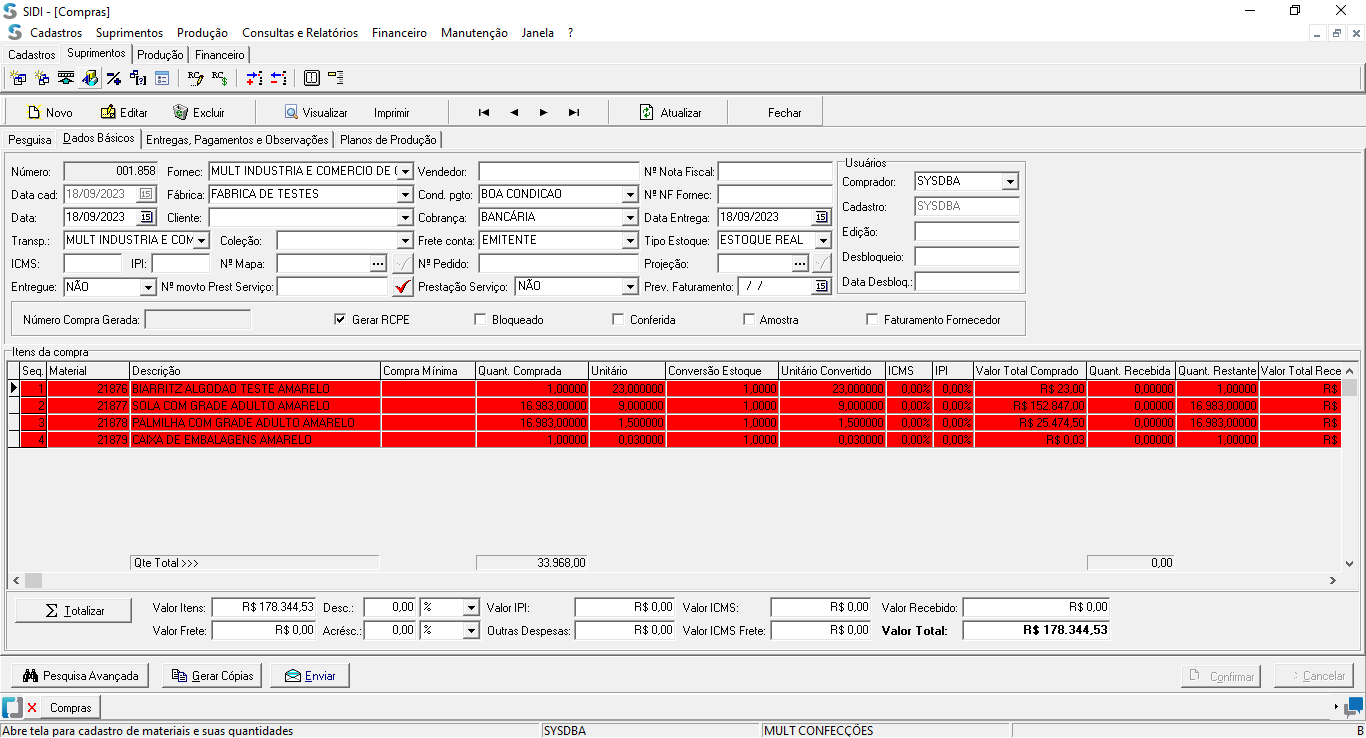 SIDI - [Compras]
Cadastros Suprimentos Produção Consultas e Relatórios Financeiro Manutenção Janela ?
Cadastros Suprimentos Produção Financeiro
Novo Editar Excluir Visualizar Imprimir Atualizar Fechar
Pesquisa Dados Básicos Entregas, Pagamentos e Observações Planos de Produção
Número: 001.858 Fornec: MULT INDUSTRIA E COMERCIO DE ( Vendedor: Nº Nota Fiscal: Usuários
Comprador: SYSDBA
Data cad: 18/09/2023 Fábrica: FABRICA DE TESTES Cond. pgto: BOA CONDICAO Nº NF Fornec:
Cadastro: SYSDBA
Data: 18/09/2023 Cliente: Cobrança: BANCÁRIA Data Entrega: 18/09/2023
Edição:
Transp.: MULT INDUSTRIA E COM Coleção: Frete conta: EMITENTE Tipo Estoque: ESTOQUE REAL
Desbloqueio:
ICMS: IPI: Nº Mapa: Nº Pedido: Projeção:
Data Desbloq.:
Entregue: NÃO Nº movto Prest Serviço: Prestação Serviço: NÃO Prev. Faturamento: / /
Número Compra Gerada: Gerar RCPE Bloqueado Conferida Amostra Faturamento Fornecedor
Itens da compra
Seq. Material Descrição Compra Mínima Quant. Comprada Unitário Conversão Estoque Unitário Convertido ICMS IPI Valor Total Comprado Quant. Recebida Quant. Restante Valor Total Rece
1 21876 BIARRITZ ALGODAO TESTE AMARELO 1,00000 23,000000 1,0000 23,000000 0,00% 0,00% R$ 23,00 0,00000 1,00000 R$
2 21877 SOLA COM GRADE ADULTO AMARELO 16.983,00000 9,000000 1,0000 9,000000 0,00% 0,00% R$ 152.847,00 0,00000 16.983,00000 R$
3 21878 PALMILHA COM GRADE ADULTO AMARELO 16.983,00000 1,500000 1,0000 1,500000 0,00% 0,00% R$ 25.474,50 0,00000 16.983,00000 R$
4 21879 CAIXA DE EMBALAGENS AMARELO 1,00000 0,030000 1,0000 0,030000 0,00% 0,00% R$ 0,03 0,00000 1,00000 R$
Qte Total >>> 33.968,00 0,00
Totalizar Valor Itens: R$ 178.344,53 Desc.: 0,00 % Valor IPI: R$ 0,00 Valor ICMS: R$ 0,00 Valor Recebido: R$ 0,00
Valor Frete: R$ 0,00 Acrésc.: 0,00 % Outras Despesas: R$ 0,00 Valor ICMS Frete: R$ 0,00 Valor Total: R$ 178.344,53
Pesquisa Avançada Gerar Cópias Enviar Confirmar Cancelar
Compras
Abre tela para cadastro de materiais e suas quantidades SYSDBA MULT CONFECÇÕES B